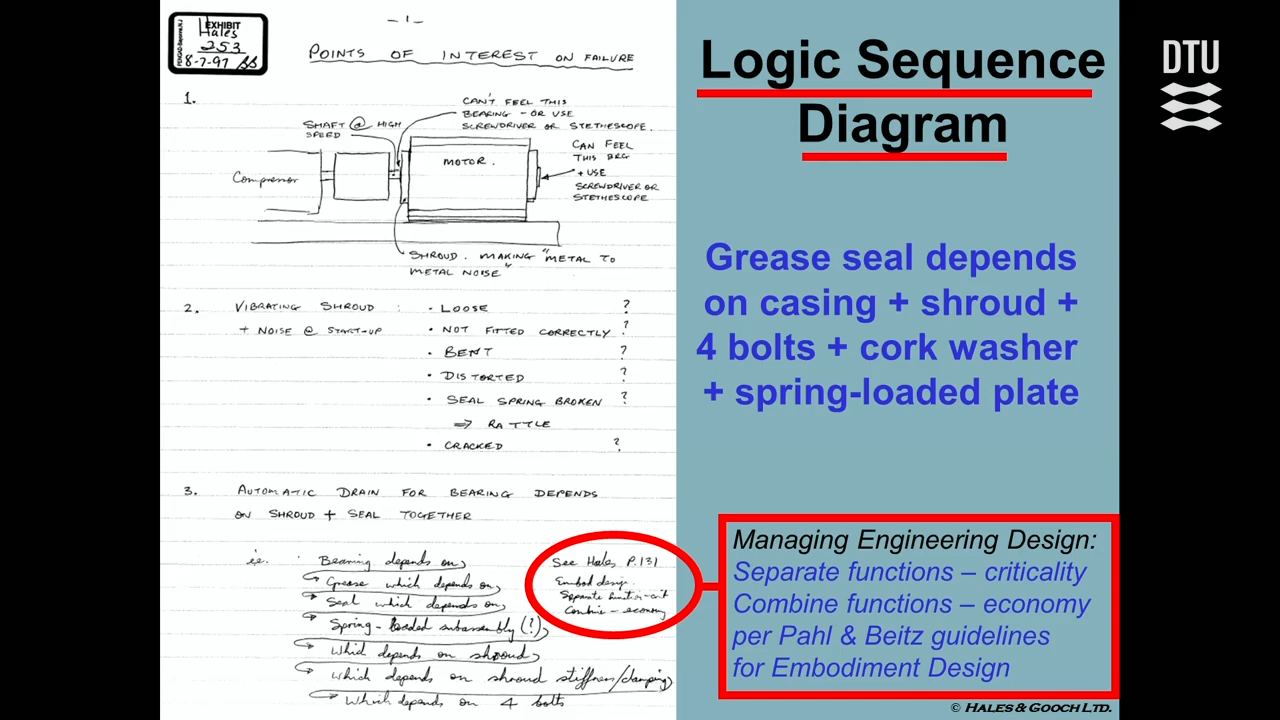 EXHIBIT
Hales
253
8-7-97
- 1 -
POINTS OF INTEREST ON FAILURE
1.
CAN'T FEEL THIS
BEARING - OR USE
SCREWDRIVER OR STETHESCOPE.
SHAFT @ HIGH
SPEED
CAN FEEL
THIS BRG
+ USE
SCREWDRIVER OR
STETHESCOPE
MOTOR.
Compressor
SHROUD. MAKING "METAL TO
METAL NOISE"
2. VIBRATING SHROUD : • LOOSE ?
+ NOISE @ START-UP • NOT FITTED CORRECTLY ?
• BENT ?
• DISTORTED ?
• SEAL SPRING BROKEN ?
⇒ RATTLE
• CRACKED ?
3. AUTOMATIC DRAIN FOR BEARING DEPENDS
ON SHROUD + SEAL TOGETHER
i.e. Bearing depends on
Grease which depends on
Seal which depends on
Spring-loaded subassembly (?)
Which depends on shroud
Which depends on shroud stiffness/damping
Which depends on 4 bolts
See Hales P.131
Embod design
Separate function-crit
Combine - economy
Logic Sequence
Diagram
Grease seal depends
on casing + shroud +
4 bolts + cork washer
+ spring-loaded plate
Managing Engineering Design:
Separate functions – criticality
Combine functions – economy
per Pahl & Beitz guidelines
for Embodiment Design
© HALES & GOOCH LTD.
DTU